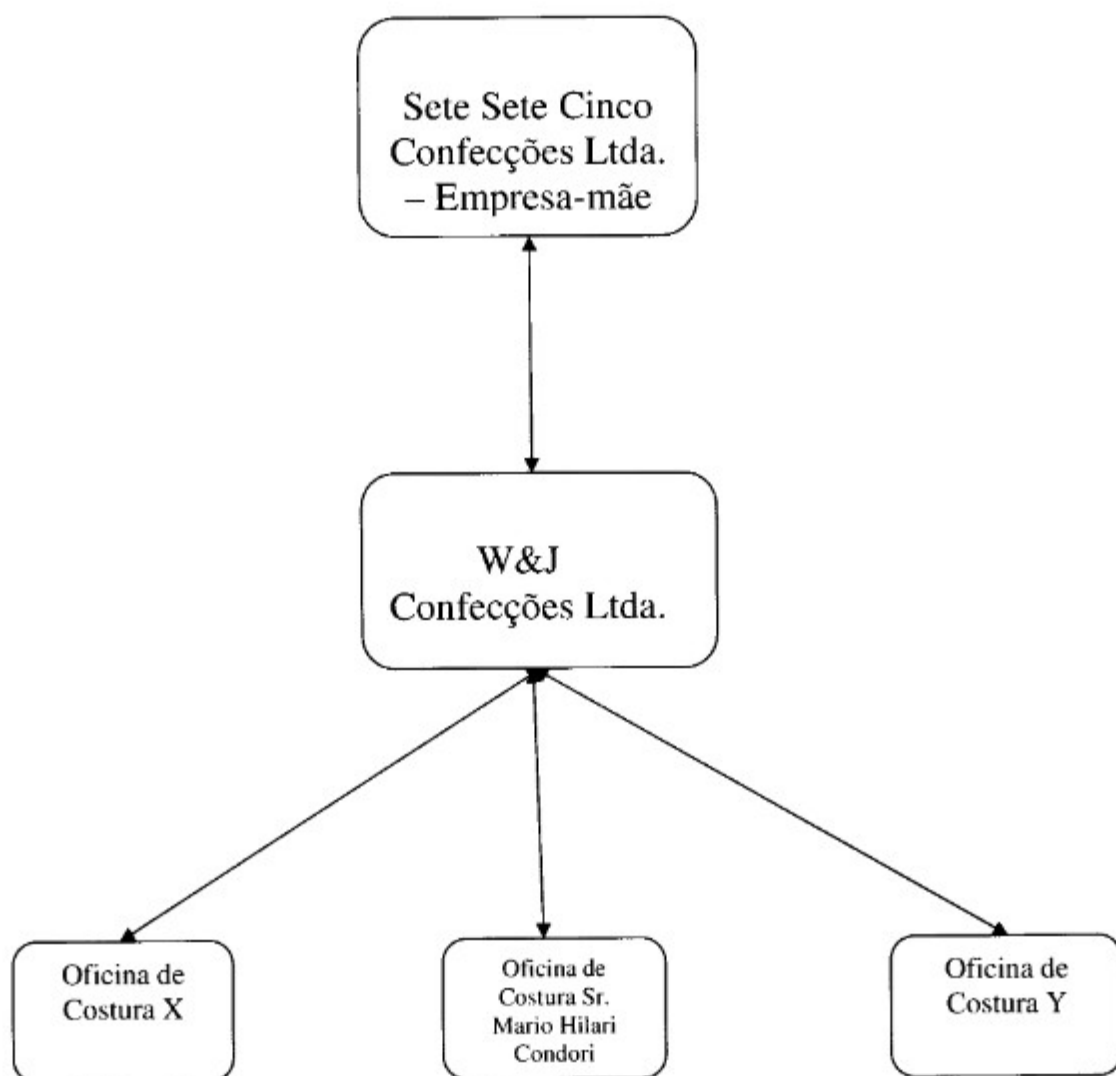 Sete Sete Cinco
Confecções Ltda.
– Empresa-mãe
W&J
Confecções Ltda.
Oficina de
Costura X
Oficina de
Costura Sr.
Mario Hilari
Condori
Oficina de
Costura Y